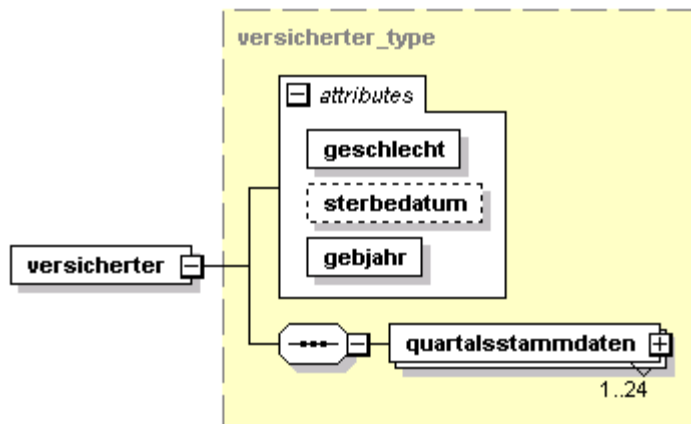 versicherter_type
attributes
geschlecht
sterbedatum
gebjahr
versicherter
quartalsstammdaten
1..24